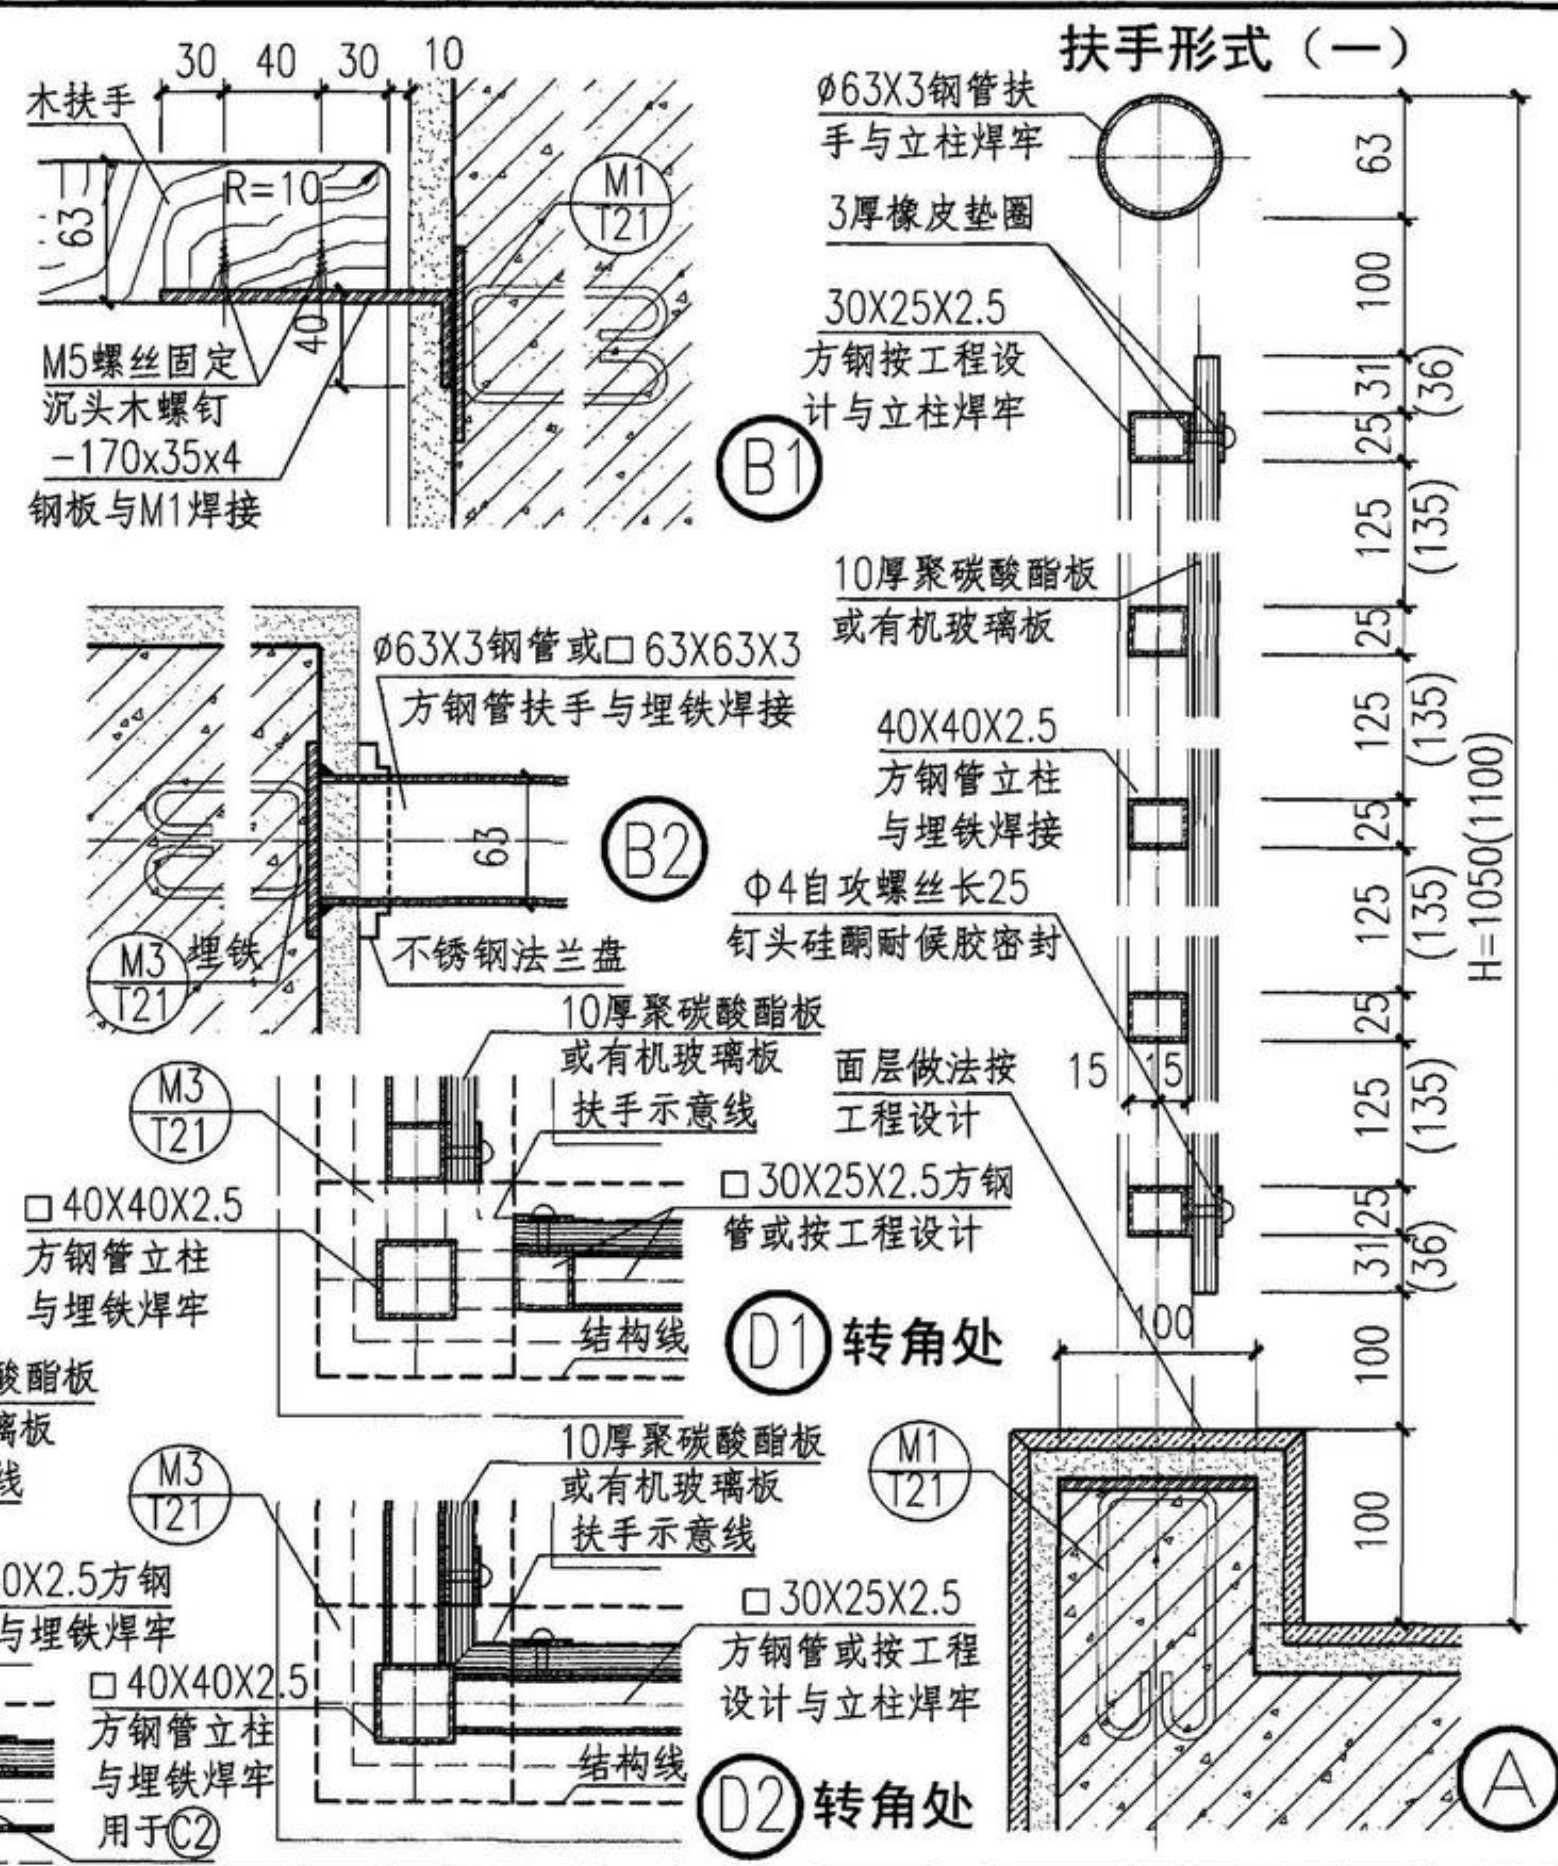 扶手形式（一）
30 40 30 10
木扶手
R=10
63
40
M1
T21
M5螺丝固定
沉头木螺钉
-170x35x4
钢板与M1焊接
B1
ø63X3钢管扶
手与立柱焊牢
3厚橡皮垫圈
30X25X2.5
方钢按工程设
计与立柱焊牢
10厚聚碳酸酯板
或有机玻璃板
40X40X2.5
方钢管立柱
与埋铁焊接
Φ4自攻螺丝长25
钉头硅酮耐候胶密封
面层做法按
工程设计
15 15
100
63
100
31 (36)
25
125 (135)
25
125 (135)
25
125 (135)
25
125 (135)
25
31 (36)
100
100
H=1050(1100)
M1
T21
A
ø63X3钢管或□63X63X3
方钢管扶手与埋铁焊接
63
B2
M3
T21
埋铁
不锈钢法兰盘
10厚聚碳酸酯板
或有机玻璃板
扶手示意线
M3
T21
□40X40X2.5
方钢管立柱
与埋铁焊牢
□30X25X2.5方钢
管或按工程设计
结构线
D1 转角处
酸酯板
璃板
线
10厚聚碳酸酯板
或有机玻璃板
扶手示意线
M3
T21
0X2.5方钢
与埋铁焊牢
□40X40X2.5
方钢管立柱
与埋铁焊牢
用于C2
□30X25X2.5
方钢管或按工程
设计与立柱焊牢
结构线
D2 转角处